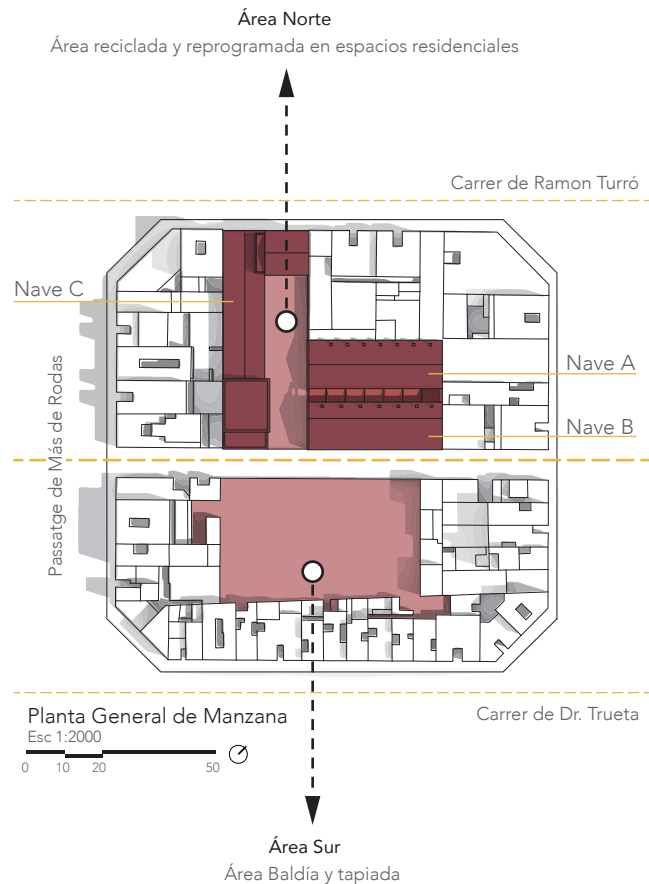 Área Norte
Área reciclada y reprogramada en espacios residenciales
Carrer de Ramon Turró
Nave C
Nave A
Nave B
Passatge de Más de Rodas
Planta General de Manzana
Esc 1:2000
0 10 20 50
Carrer de Dr. Trueta
Área Sur
Área Baldía y tapiada